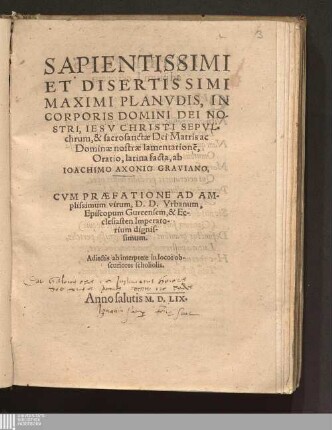 SAPIENTISSIMI
ET DISERTISSIMI
MAXIMI PLANVDIS, IN
CORPORIS DOMINI DEI NO-
STRI, IESV CHRISTI SEPVL-
chrum, & sacrosanctæ Dei Matris ac
Dominæ nostræ lamentationē,
Oratio, latina facta, ab
IOACHIMO AXONIO GRAVIANO,
CVM PRÆFATIONE AD AM-
plissimum virum, D. D. Vrbanum,
Episcopum Gurcensem, & Ec-
clesiasten Imperato-
rium dignis-
simum.
Adiectis ab interprete in locos ob-
scuriores scholiolis.
Anno salutis M. D. LIX.